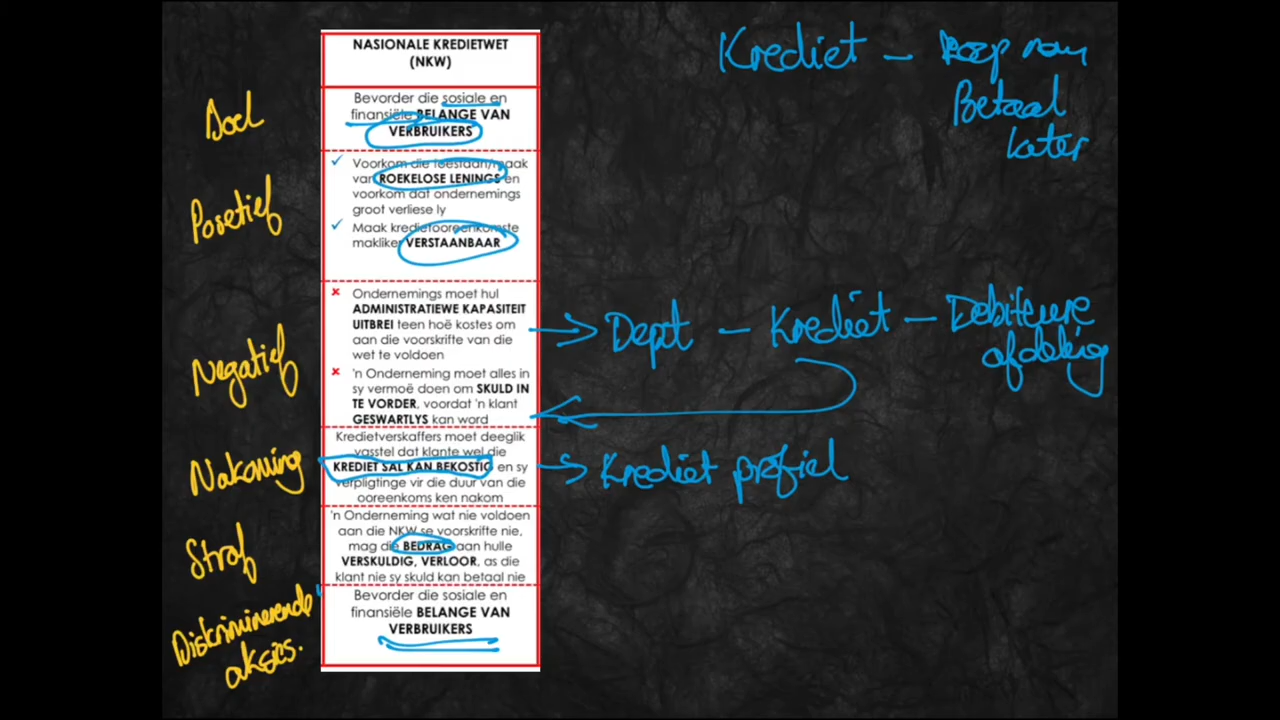 Krediet - Koop nou
Betaal
Later
NASIONALE KREDIETWET
(NKW)
Doel
Bevorder die sosiale en
finansiële BELANGE VAN
VERBRUIKERS
Posetief
✓ Voorkom die toestaan/maak
van ROEKELOSE LENINGS en
voorkom dat ondernemings
groot verliese ly
✓ Maak kredietooreenkomste
makliker VERSTAANBAAR
Negatief
✗ Ondernemings moet hul
ADMINISTRATIEWE KAPASITEIT
UITBREI teen hoë kostes om
aan die voorskrifte van die
wet te voldoen
→ Dept - Krediet - Debiteure
afdeling
✗ 'n Onderneming moet alles in
sy vermoë doen om SKULD IN
TE VORDER, voordat 'n klant
GESWARTLYS kan word
Nakoming
Kredietverskaffers moet deeglik
vasstel dat klante wel die
KREDIET SAL KAN BEKOSTIG en sy
verpligtinge vir die duur van die
ooreenkoms ken nakom
→ Krediet profiel
Straf
'n Onderneming wat nie voldoen
aan die NKW se voorskrifte nie,
mag die BEDRAG aan hulle
VERSKULDIG, VERLOOR, as die
klant nie sy skuld kan betaal nie
Diskriminerende
aksies.
Bevorder die sosiale en
finansiële BELANGE VAN
VERBRUIKERS